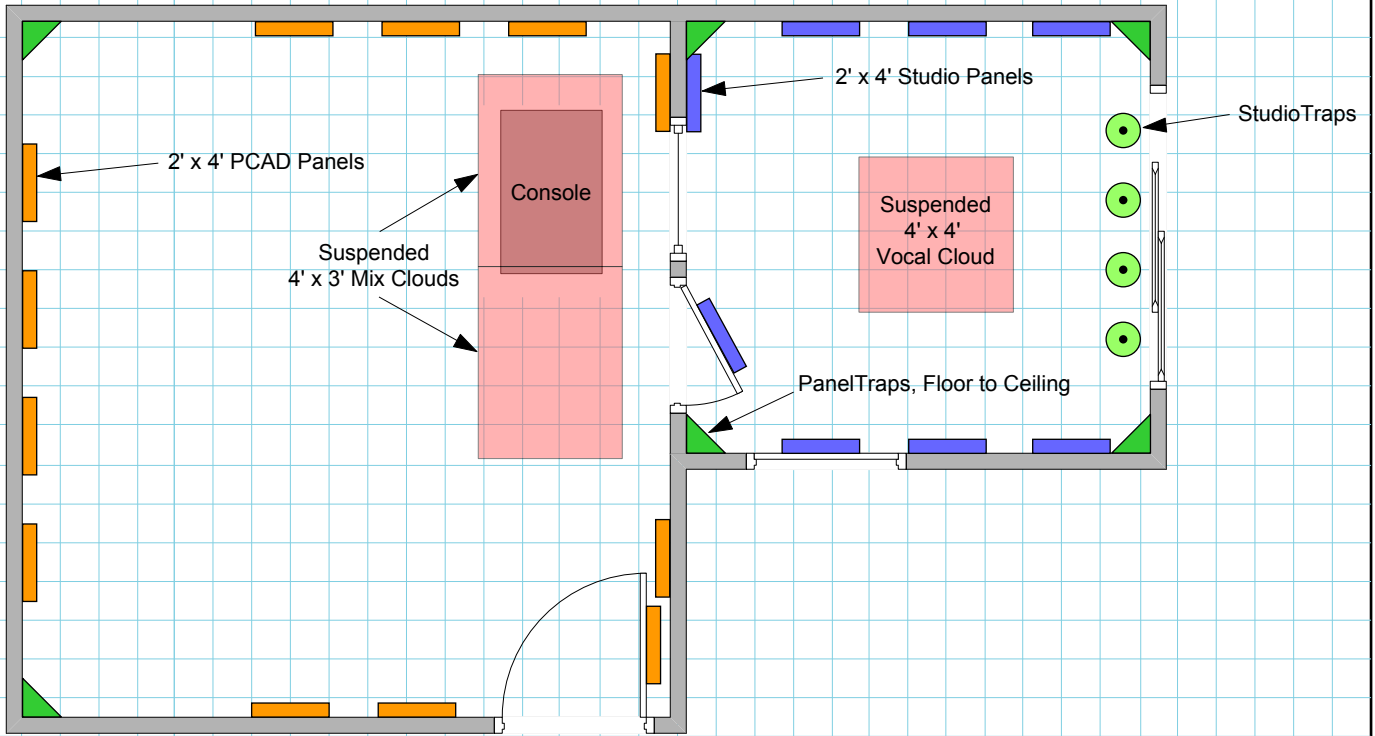 2' x 4' Studio Panels
StudioTraps
2' x 4' PCAD Panels
Console
Suspended
4' x 3' Mix Clouds
Suspended
4' x 4'
Vocal Cloud
PanelTraps, Floor to Ceiling